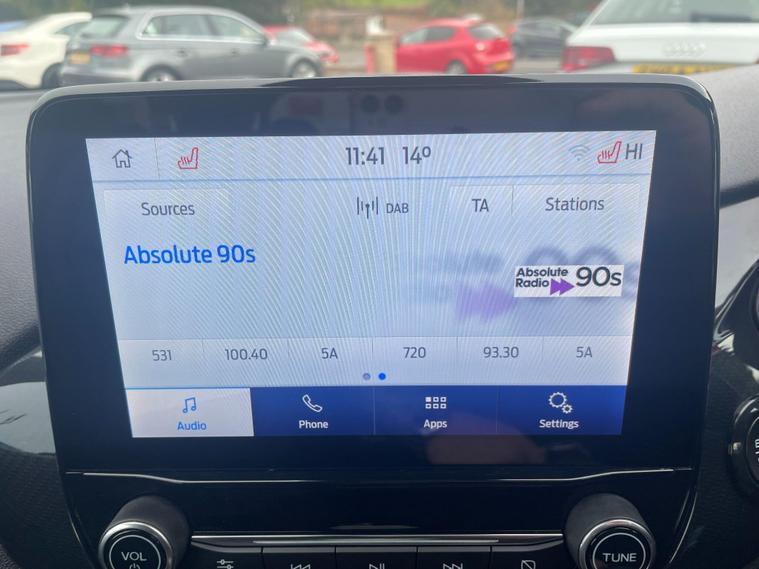 11:41 14º HI
Sources DAB TA Stations
Absolute 90s
Absolute Radio 90s
531 100.40 5A 720 93.30 5A
Audio Phone Apps Settings
VOL TUNE